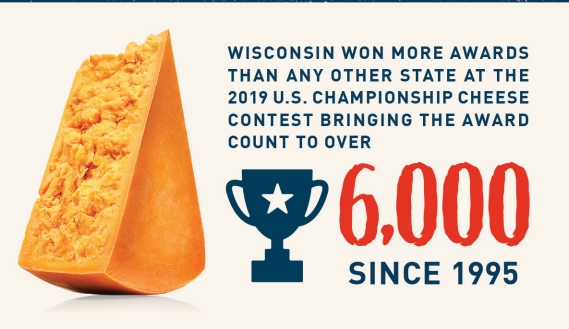 WISCONSIN WON MORE AWARDS
THAN ANY OTHER STATE AT THE
2019 U.S. CHAMPIONSHIP CHEESE
CONTEST BRINGING THE AWARD
COUNT TO OVER
6,000
SINCE 1995